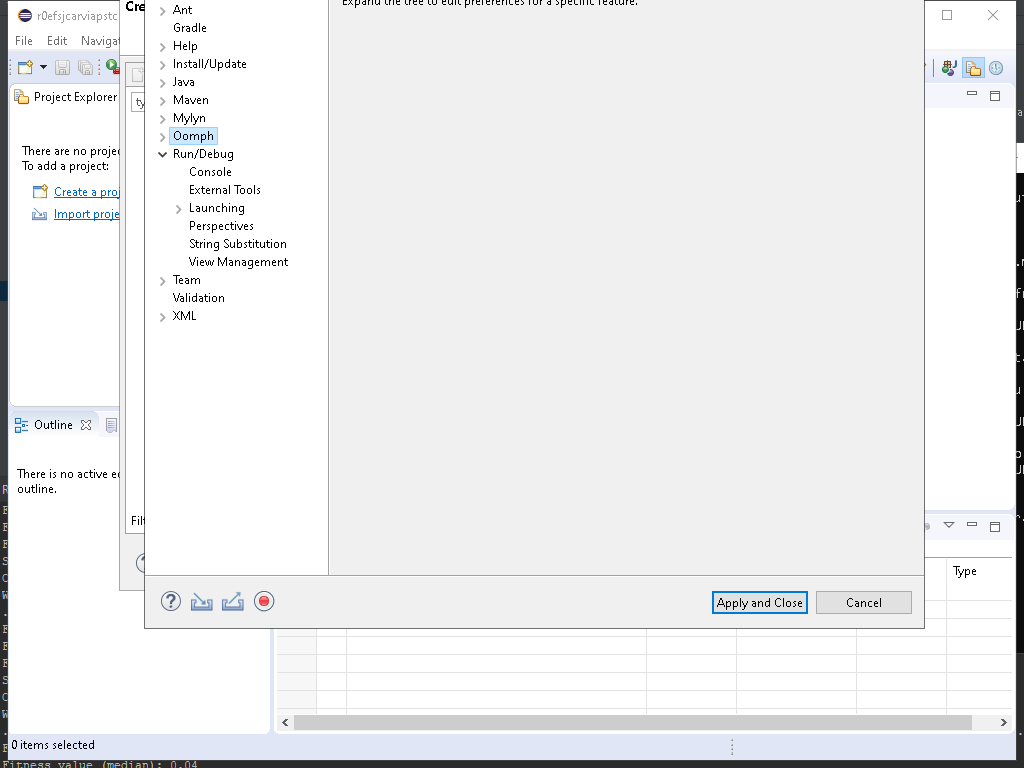 r0efsjcarviapstc
Cre
File Edit Navigat
Project Explorer
There are no projec
To add a project:
Create a proj
Import proje
ty
Outline
There is no active ed
outline.
Filt
Expand the tree to edit preferences for a specific feature.
Ant
Gradle
Help
Install/Update
Java
Maven
Mylyn
Oomph
Run/Debug
Console
External Tools
Launching
Perspectives
String Substitution
View Management
Team
Validation
XML
Apply and Close Cancel
Type
0 items selected
Fitness value (median): 0.04